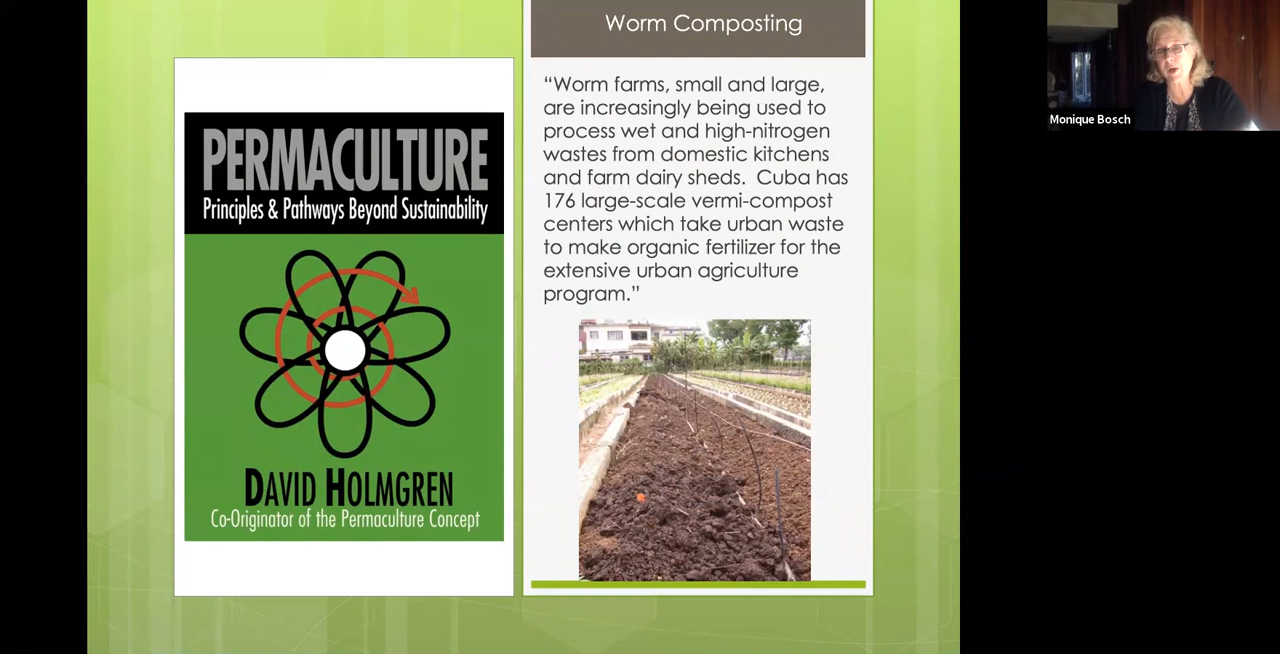 Worm Composting
PERMACULTURE
Principles & Pathways Beyond Sustainability
DAVID HOLMGREN
Co-Originator of the Permaculture Concept
“Worm farms, small and large,
are increasingly being used to
process wet and high-nitrogen
wastes from domestic kitchens
and farm dairy sheds.  Cuba has
176 large-scale vermi-compost
centers which take urban waste
to make organic fertilizer for the
extensive urban agriculture
program.”
Monique Bosch